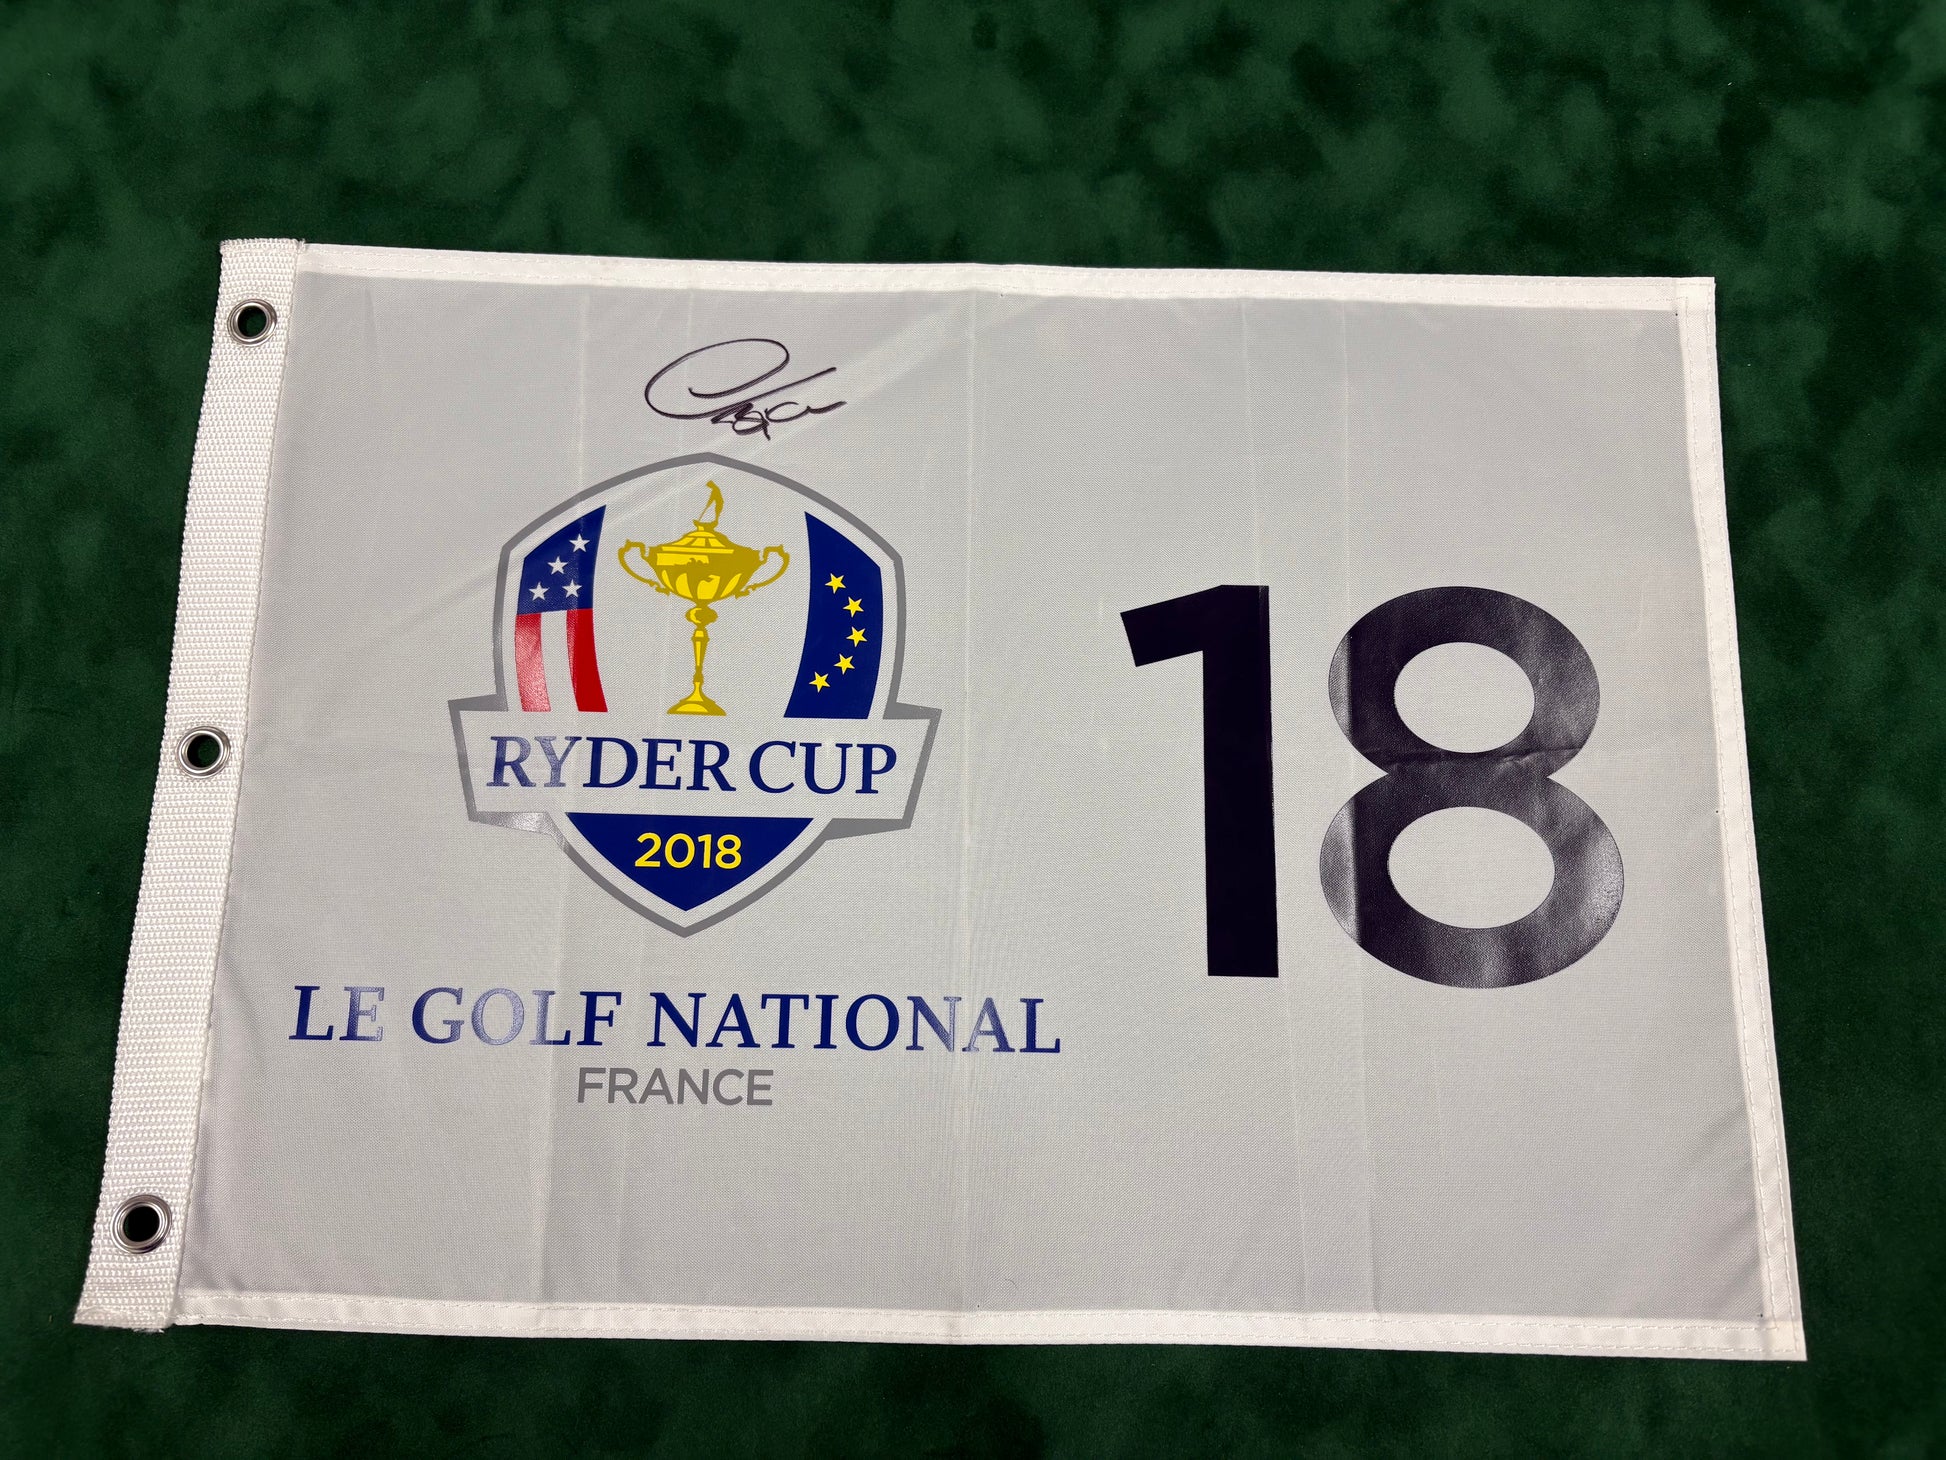 RYDER CUP
2018
LE GOLF NATIONAL
FRANCE
18